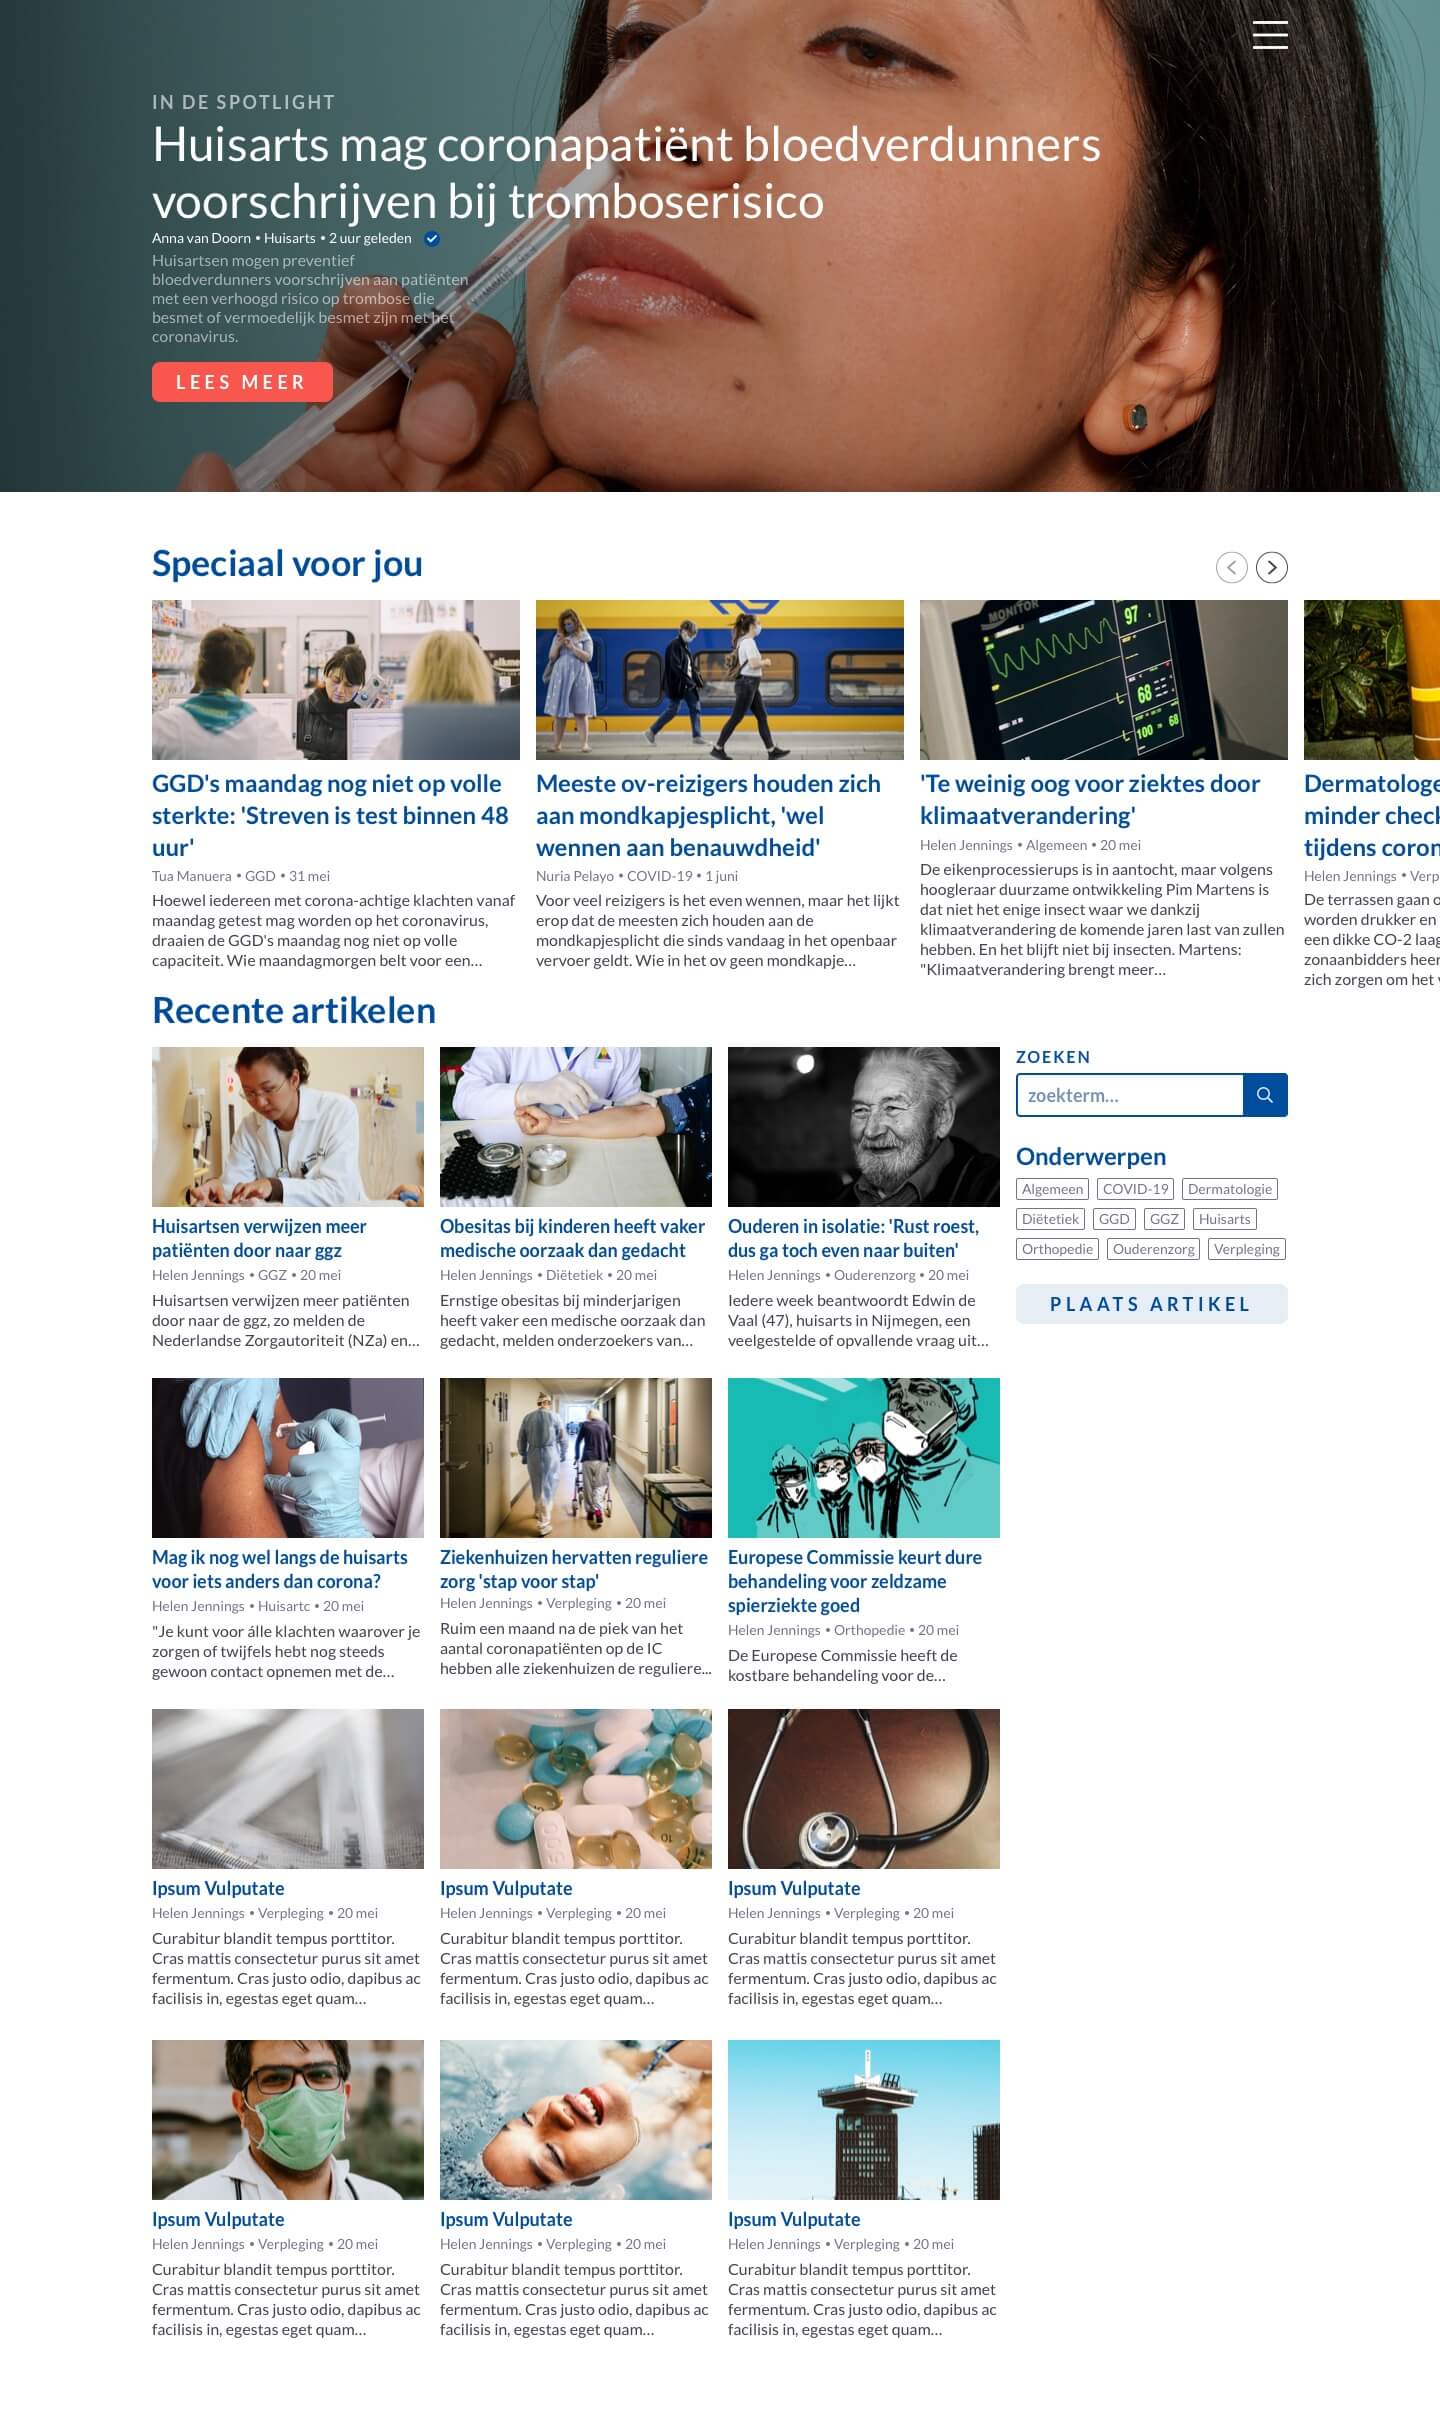 IN DE SPOTLIGHT
Huisarts mag coronapatiënt bloedverdunners
voorschrijven bij tromboserisico
Anna van Doorn • Huisarts • 2 uur geleden
Huisartsen mogen preventief
bloedverdunners voorschrijven aan patiënten
met een verhoogd risico op trombose die
besmet of vermoedelijk besmet zijn met het
coronavirus.
LEES MEER
Speciaal voor jou
MONITOR
97
68
100
68
GGD's maandag nog niet op volle
sterkte: 'Streven is test binnen 48
uur'
Tua Manuera • GGD • 31 mei
Hoewel iedereen met corona-achtige klachten vanaf
maandag getest mag worden op het coronavirus,
draaien de GGD's maandag nog niet op volle
capaciteit. Wie maandagmorgen belt voor een...
Meeste ov-reizigers houden zich
aan mondkapjesplicht, 'wel
wennen aan benauwdheid'
Nuria Pelayo • COVID-19 • 1 juni
Voor veel reizigers is het even wennen, maar het lijkt
erop dat de meesten zich houden aan de
mondkapjesplicht die sinds vandaag in het openbaar
vervoer geldt. Wie in het ov geen mondkapje...
'Te weinig oog voor ziektes door
klimaatverandering'
Helen Jennings • Algemeen • 20 mei
De eikenprocessierups is in aantocht, maar volgens
hoogleraar duurzame ontwikkeling Pim Martens is
dat niet het enige insect waar we dankzij
klimaatverandering de komende jaren last van zullen
hebben. En het blijft niet bij insecten. Martens:
"Klimaatverandering brengt meer...
Dermatologe
minder check
tijdens coron
Helen Jennings • Verp
De terrassen gaan o
worden drukker en
een dikke CO-2 laag
zonaanbidders heer
zich zorgen om het
Recente artikelen
Huisartsen verwijzen meer
patiënten door naar ggz
Helen Jennings • GGZ • 20 mei
Huisartsen verwijzen meer patiënten
door naar de ggz, zo melden de
Nederlandse Zorgautoriteit (NZa) en...
Obesitas bij kinderen heeft vaker
medische oorzaak dan gedacht
Helen Jennings • Diëtetiek • 20 mei
Ernstige obesitas bij minderjarigen
heeft vaker een medische oorzaak dan
gedacht, melden onderzoekers van...
Ouderen in isolatie: 'Rust roest,
dus ga toch even naar buiten'
Helen Jennings • Ouderenzorg • 20 mei
Iedere week beantwoordt Edwin de
Vaal (47), huisarts in Nijmegen, een
veelgestelde of opvallende vraag uit...
ZOEKEN
zoekterm...
Onderwerpen
Algemeen COVID-19 Dermatologie
Diëtetiek GGD GGZ Huisarts
Orthopedie Ouderenzorg Verpleging
PLAATS ARTIKEL
Mag ik nog wel langs de huisarts
voor iets anders dan corona?
Helen Jennings • Huisartc • 20 mei
"Je kunt voor álle klachten waarover je
zorgen of twijfels hebt nog steeds
gewoon contact opnemen met de...
Ziekenhuizen hervatten reguliere
zorg 'stap voor stap'
Helen Jennings • Verpleging • 20 mei
Ruim een maand na de piek van het
aantal coronapatiënten op de IC
hebben alle ziekenhuizen de reguliere...
Europese Commissie keurt dure
behandeling voor zeldzame
spierziekte goed
Helen Jennings • Orthopedie • 20 mei
De Europese Commissie heeft de
kostbare behandeling voor de...
Ipsum Vulputate
Helen Jennings • Verpleging • 20 mei
Curabitur blandit tempus porttitor.
Cras mattis consectetur purus sit amet
fermentum. Cras justo odio, dapibus ac
facilisis in, egestas eget quam...
Ipsum Vulputate
Helen Jennings • Verpleging • 20 mei
Curabitur blandit tempus porttitor.
Cras mattis consectetur purus sit amet
fermentum. Cras justo odio, dapibus ac
facilisis in, egestas eget quam...
Ipsum Vulputate
Helen Jennings • Verpleging • 20 mei
Curabitur blandit tempus porttitor.
Cras mattis consectetur purus sit amet
fermentum. Cras justo odio, dapibus ac
facilisis in, egestas eget quam...
Ipsum Vulputate
Helen Jennings • Verpleging • 20 mei
Curabitur blandit tempus porttitor.
Cras mattis consectetur purus sit amet
fermentum. Cras justo odio, dapibus ac
facilisis in, egestas eget quam...
Ipsum Vulputate
Helen Jennings • Verpleging • 20 mei
Curabitur blandit tempus porttitor.
Cras mattis consectetur purus sit amet
fermentum. Cras justo odio, dapibus ac
facilisis in, egestas eget quam...
Ipsum Vulputate
Helen Jennings • Verpleging • 20 mei
Curabitur blandit tempus porttitor.
Cras mattis consectetur purus sit amet
fermentum. Cras justo odio, dapibus ac
facilisis in, egestas eget quam...